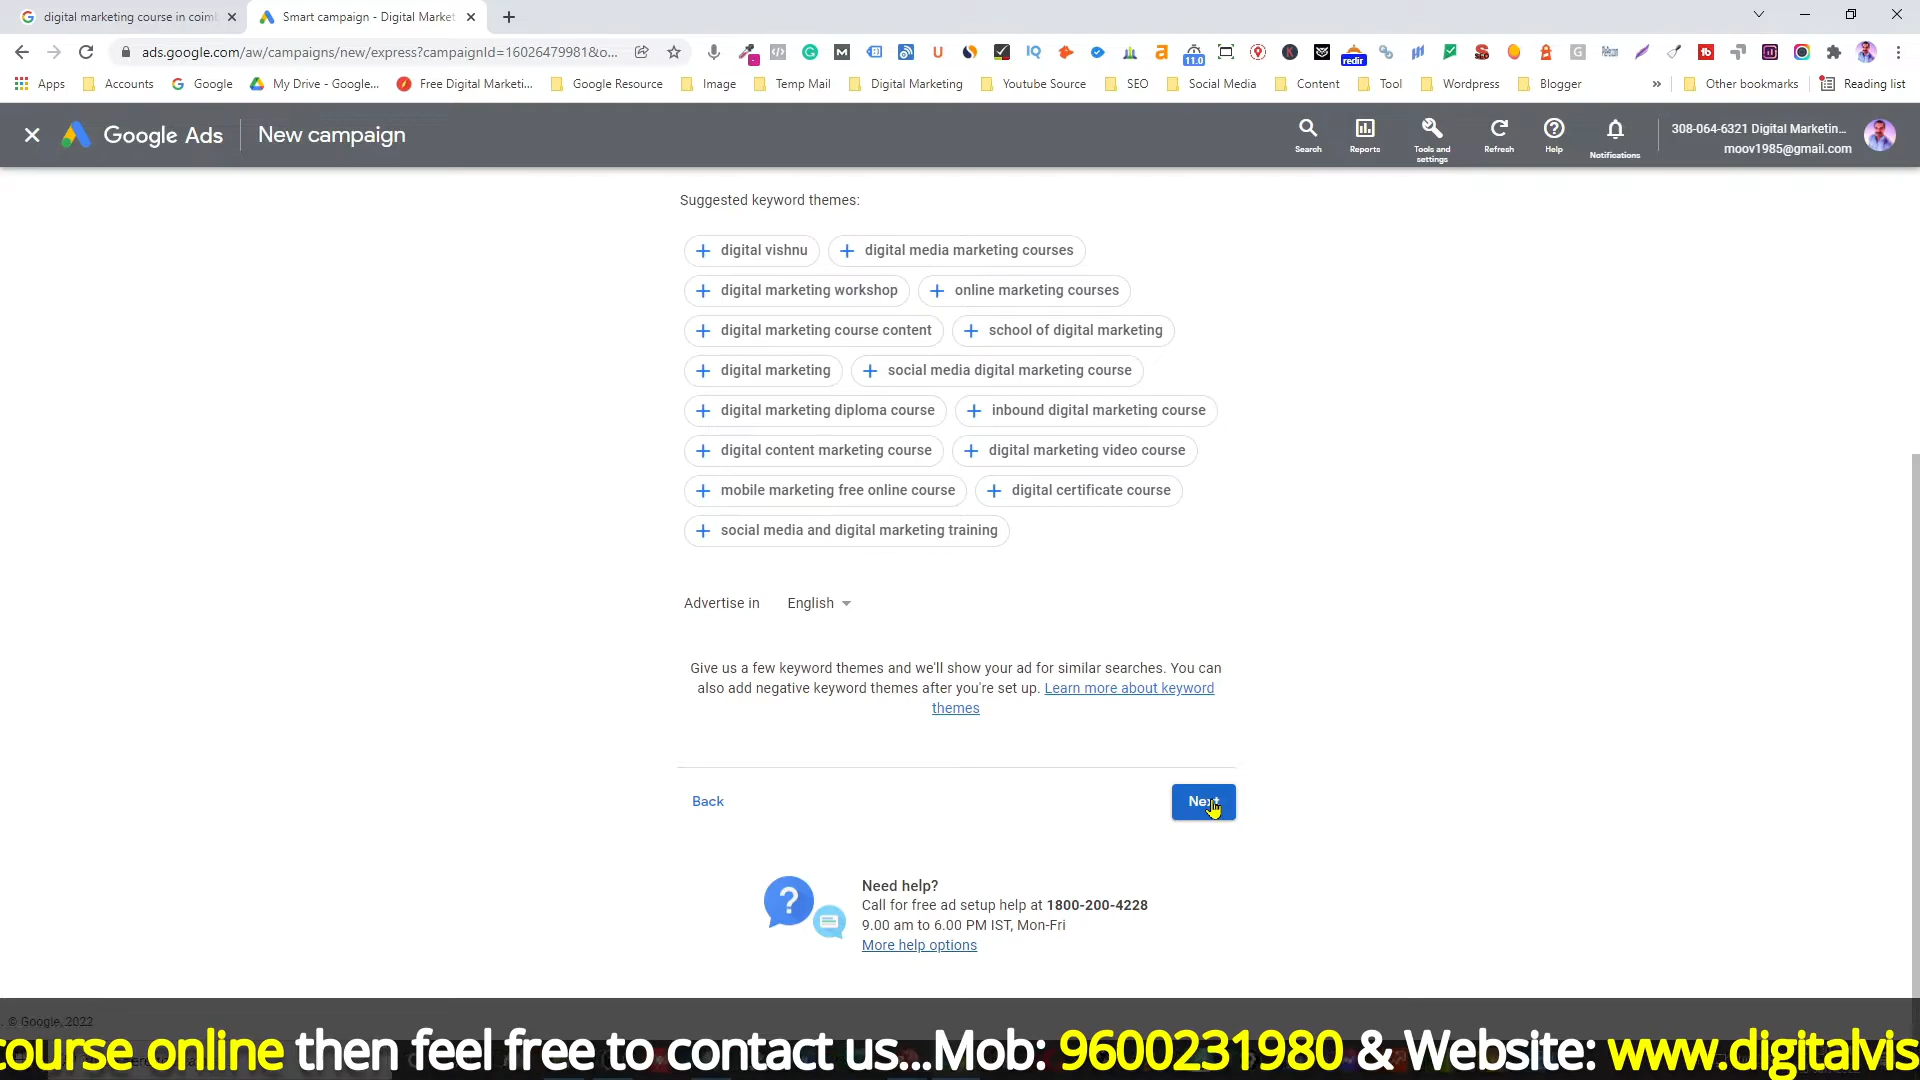 digital marketing course in coim
Smart campaign - Digital Market
ads.google.com/aw/campaigns/new/express?campaignId=16026479981&o...
11.0
redir
Apps
Accounts
Google
My Drive - Google...
Free Digital Marketi...
Google Resource
Image
Temp Mail
Digital Marketing
Youtube Source
SEO
Social Media
Content
Tool
Wordpress
Blogger
Other bookmarks
Reading list
Google Ads
New campaign
Search
Reports
Tools and settings
Refresh
Help
Notifications
308-064-6321 Digital Marketin...
moov1985@gmail.com
Suggested keyword themes:
digital vishnu
digital media marketing courses
digital marketing workshop
online marketing courses
digital marketing course content
school of digital marketing
digital marketing
social media digital marketing course
digital marketing diploma course
inbound digital marketing course
digital content marketing course
digital marketing video course
mobile marketing free online course
digital certificate course
social media and digital marketing training
Advertise in English
Give us a few keyword themes and we'll show your ad for similar searches. You can
also add negative keyword themes after you're set up. Learn more about keyword
themes
Back
Next
Need help?
Call for free ad setup help at 1800-200-4228
9.00 am to 6.00 PM IST, Mon-Fri
More help options
© Google, 2022
course online then feel free to contact us...Mob: 9600231980 & Website: www.digitalvis